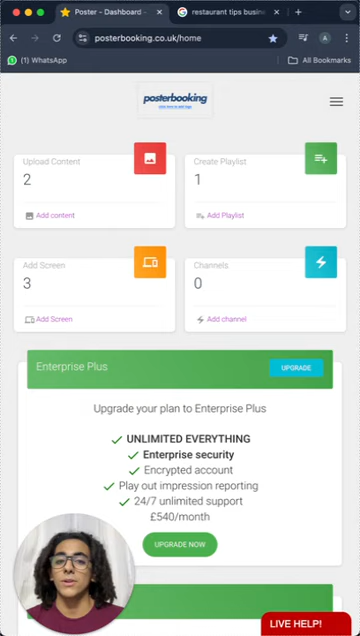 Poster - Dashboard -
restaurant tips busin
posterbooking.co.uk/home
A
(1) WhatsApp
All Bookmarks
posterbooking
Upload Content
2
Add content
Create Playlist
1
Add Playlist
Add Screen
3
Add Screen
Channels
0
Add channel
Enterprise Plus
UPGRADE
Upgrade your plan to Enterprise Plus
UNLIMITED EVERYTHING
Enterprise security
Encrypted account
Play out impression reporting
24/7 unlimited support
£540/month
UPGRADE NOW
LIVE HELP!